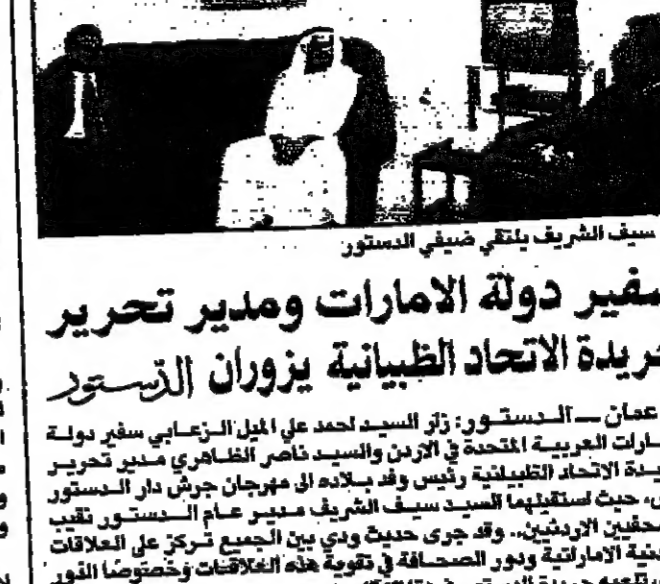 سيف الشريف يلتقي ضيفي الدستور
سفير دولة الامارات ومدير تحرير
جريدة الاتحاد الظبيانية يزوران الدستور
عمان ــ الدستور: زار السيد احمد علي الميل الزعابي سفير دولة
الامارات العربية المتحدة في الاردن والسيد ناصر الظاهري مدير تحرير
جريدة الاتحاد الظبيانية رئيس وفد بلاده الى مهرجان جرش دار الدستور
حيث استقبلهما السيد سيف الشريف مدير عام الدستور نقيب
الصحفيين الاردنيين.. وقد جرى حديث ودي بين الجميع تركز على العلاقات
الاردنية الاماراتية ودور الصحافة في تقوية هذه العلاقات وخصوصا الدور